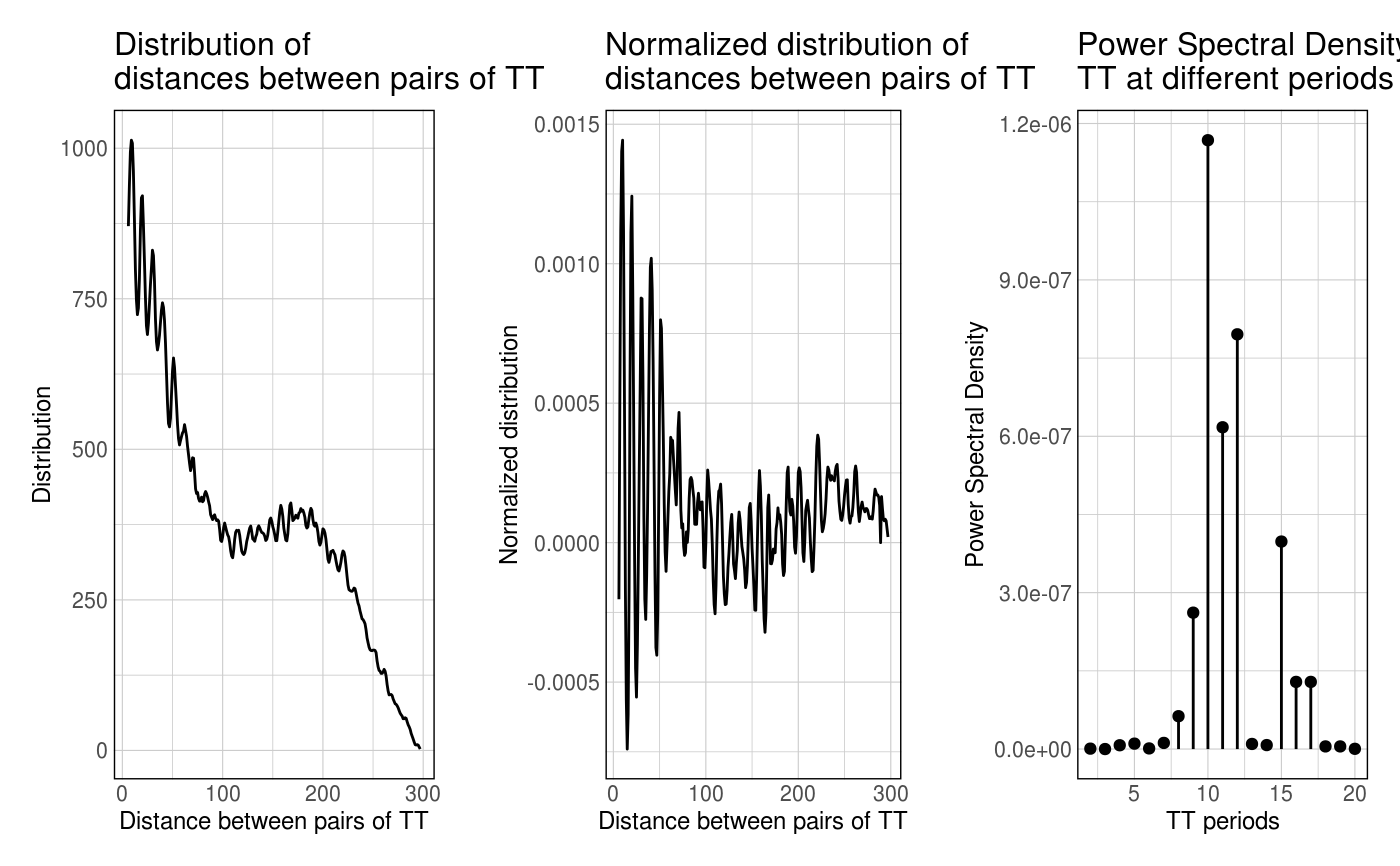 Distribution of
distances between pairs of TT
1000
750
500
250
0
Distribution
0
100
200
300
Distance between pairs of TT
Normalized distribution of
distances between pairs of TT
0.0015
0.0010
0.0005
0.0000
-0.0005
Normalized distribution
0
100
200
300
Distance between pairs of TT
Power Spectral Density
TT at different periods
1.2e-06
9.0e-07
6.0e-07
3.0e-07
0.0e+00
Power Spectral Density
5
10
15
20
TT periods